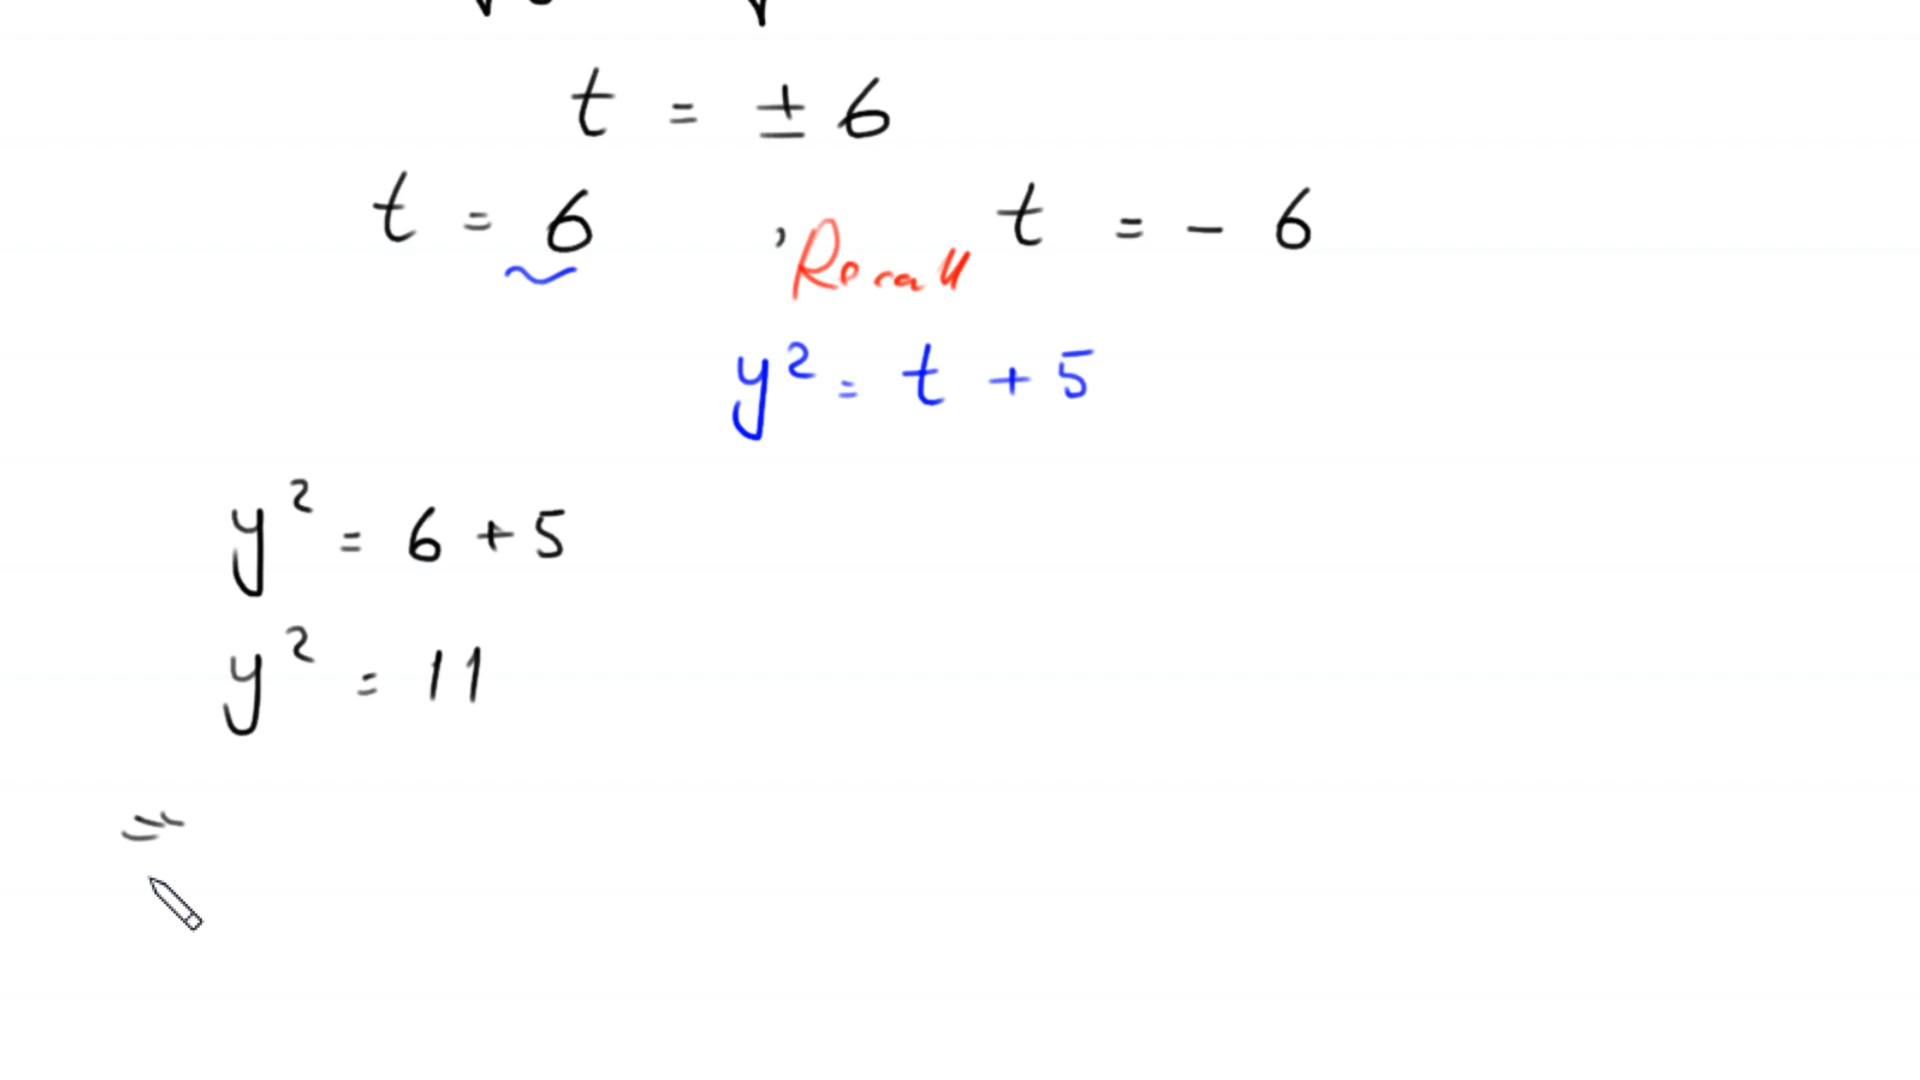 t = ± 6
t = 6 , t = - 6
Recall
y² = t + 5
y² = 6 + 5
y² = 11
=